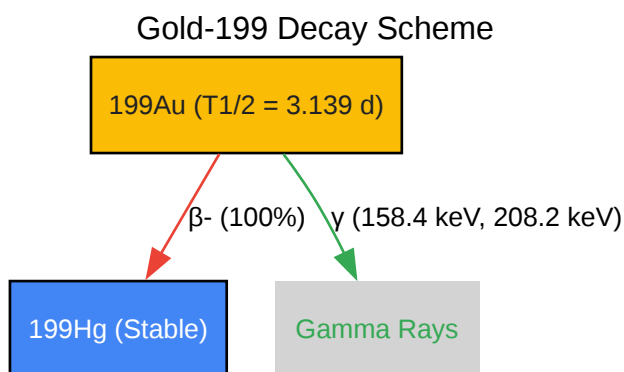 Gold-199 Decay Scheme
199Au (T1/2 = 3.139 d)
β- (100%)
γ (158.4 keV, 208.2 keV)
199Hg (Stable)
Gamma Rays